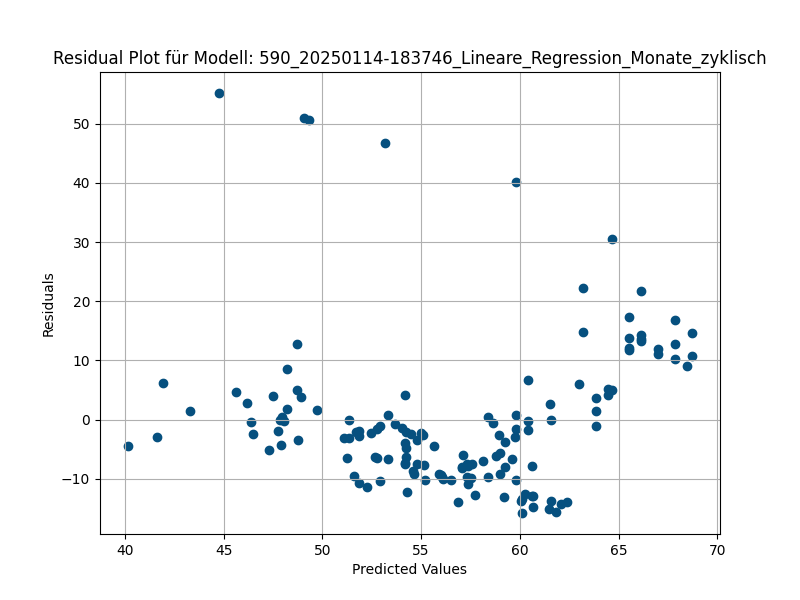 Residual Plot für Modell: 590_20250114-183746_Lineare_Regression_Monate_zyklisch
50
40
30
20
10
0
−10
Residuals
40 45 50 55 60 65 70
Predicted Values